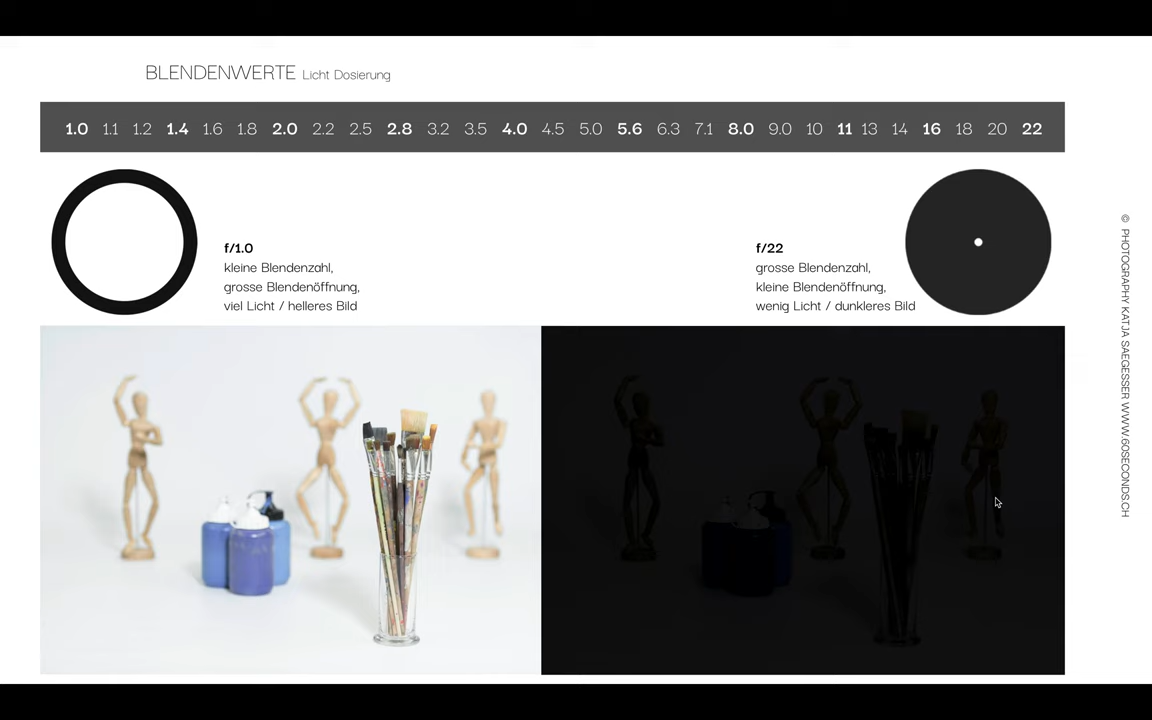 BLENDENWERTE Licht Dosierung
1.0 1.1 1.2 1.4 1.6 1.8 2.0 2.2 2.5 2.8 3.2 3.5 4.0 4.5 5.0 5.6 6.3 7.1 8.0 9.0 10 11 13 14 16 18 20 22
f/1.0
kleine Blendenzahl,
grosse Blendenöffnung,
viel Licht / helleres Bild
f/22
grosse Blendenzahl,
kleine Blendenöffnung,
wenig Licht / dunkleres Bild
© PHOTOGRAPHY KATJA SAEGESSER WWW.60SECONDS.CH